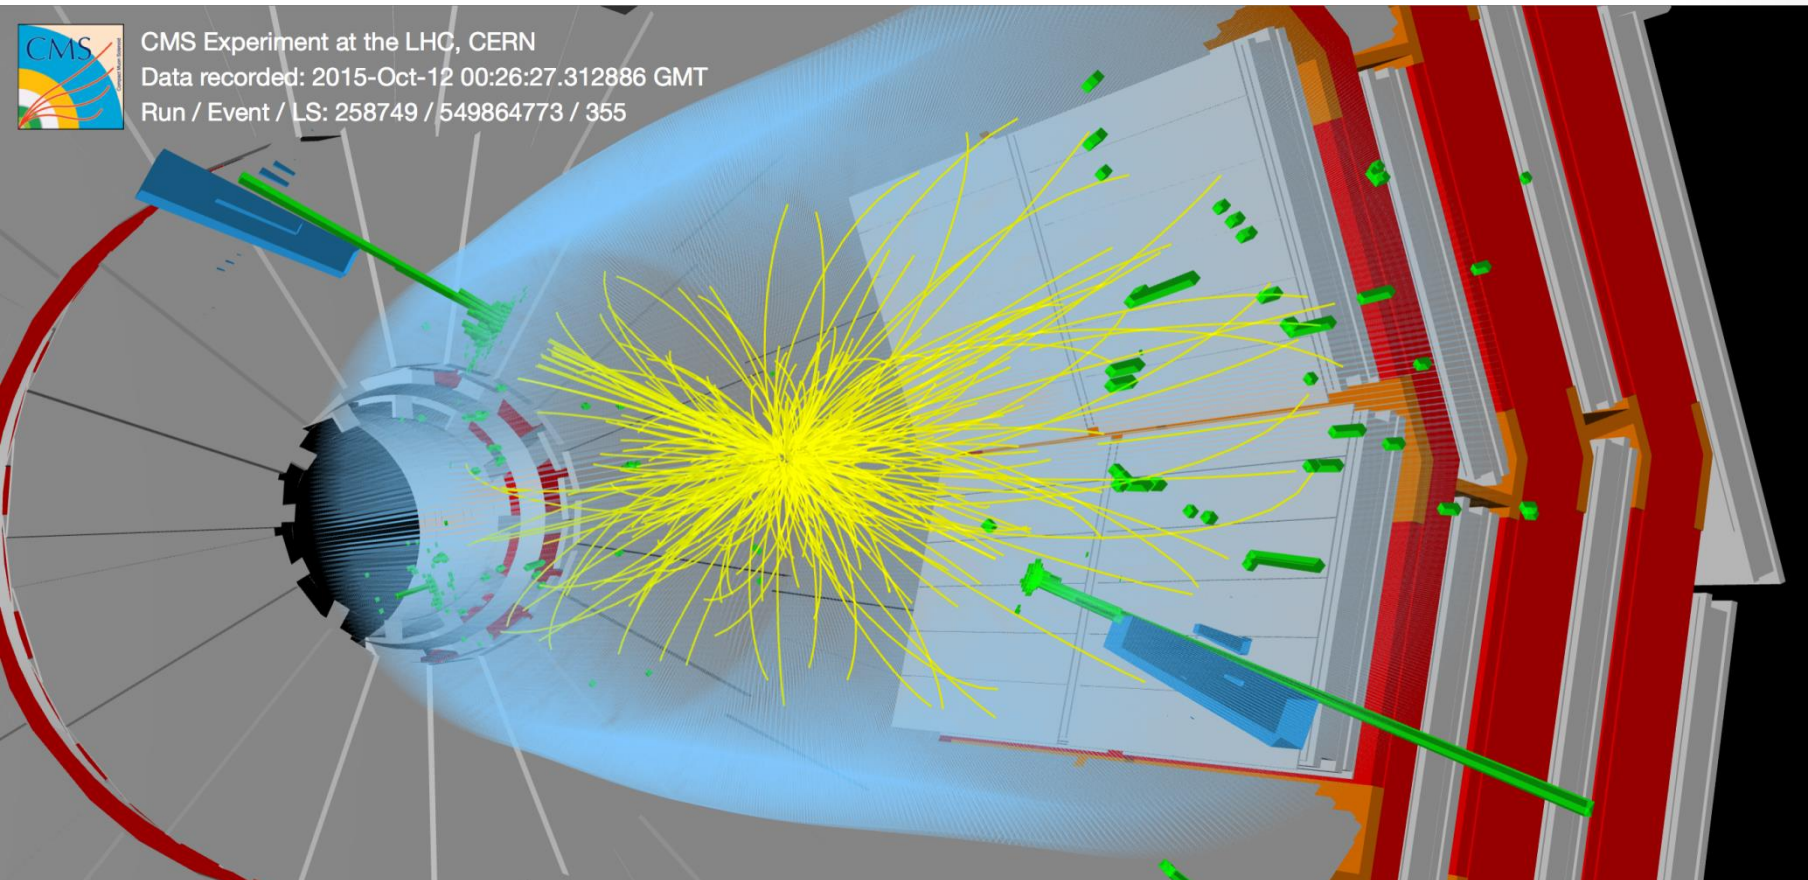 CMS
CMS Experiment at the LHC, CERN
Data recorded: 2015-Oct-12 00:26:27.312886 GMT
Run / Event / LS: 258749 / 549864773 / 355